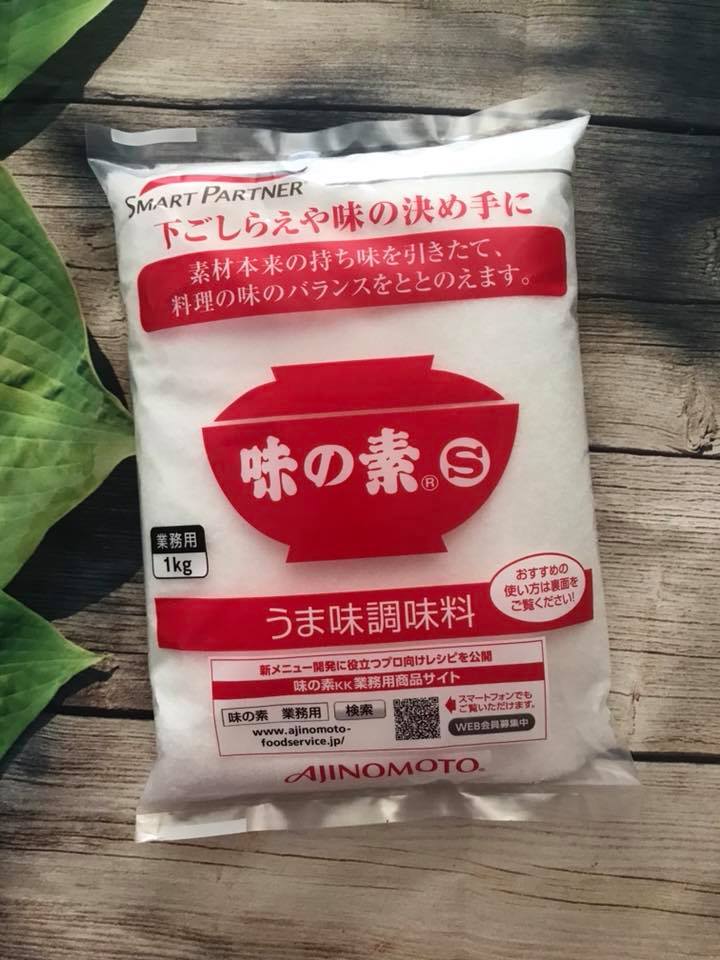 SMART PARTNER
下ごしらえや味の決め手に
素材本来の持ち味を引きたて、
料理の味のバランスをととのえます。
味の素® S
業務用
1kg
おすすめの
使い方は裏面を
ご覧ください!
うま味調味料
新メニュー開発に役立つプロ向けレシピを公開
味の素KK業務用商品サイト
味の素 業務用 検索
www.ajinomoto-
foodservice.jp/
スマートフォンでも
ご覧いただけます。
WEB会員募集中
AJINOMOTO®